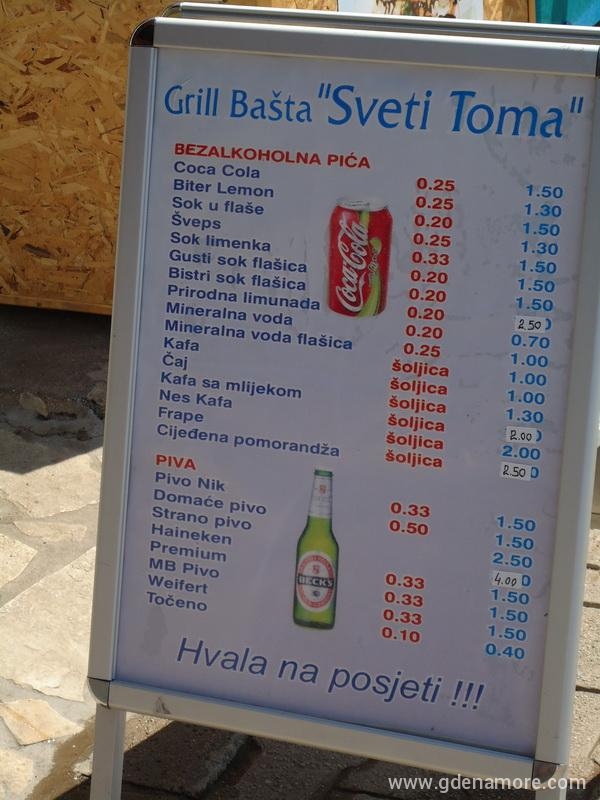 Grill Bašta "Sveti Toma"
BEZALKOHOLNA PIĆA
Coca Cola 0.25 1.50
Biter Lemon 0.25 1.30
Sok u flaše 0.20 1.50
Šveps 0.25 1.30
Sok limenka 0.33 1.50
Gusti sok flašica 0.20 1.50
Bistri sok flašica 0.20 1.50
Prirodna limunada 0.20 2.50
Mineralna voda 0.20 0.70
Mineralna voda flašica 0.25 1.00
Kafa šoljica 1.00
Čaj šoljica 1.00
Kafa sa mlijekom šoljica 1.30
Nes Kafa šoljica 2.00
Frape šoljica 2.00
Cijeđena pomorandža šoljica 2.50
PIVA
Pivo Nik 0.33 1.50
Domaće pivo 0.50 1.50
Strano pivo 2.50
Haineken 4.00
Premium 0.33 1.50
MB Pivo 0.33 1.50
Weifert 0.33 1.50
Točeno 0.10 0.40
Hvala na posjeti !!!
Coca-Cola
BECK'S
www.gdenamore.com